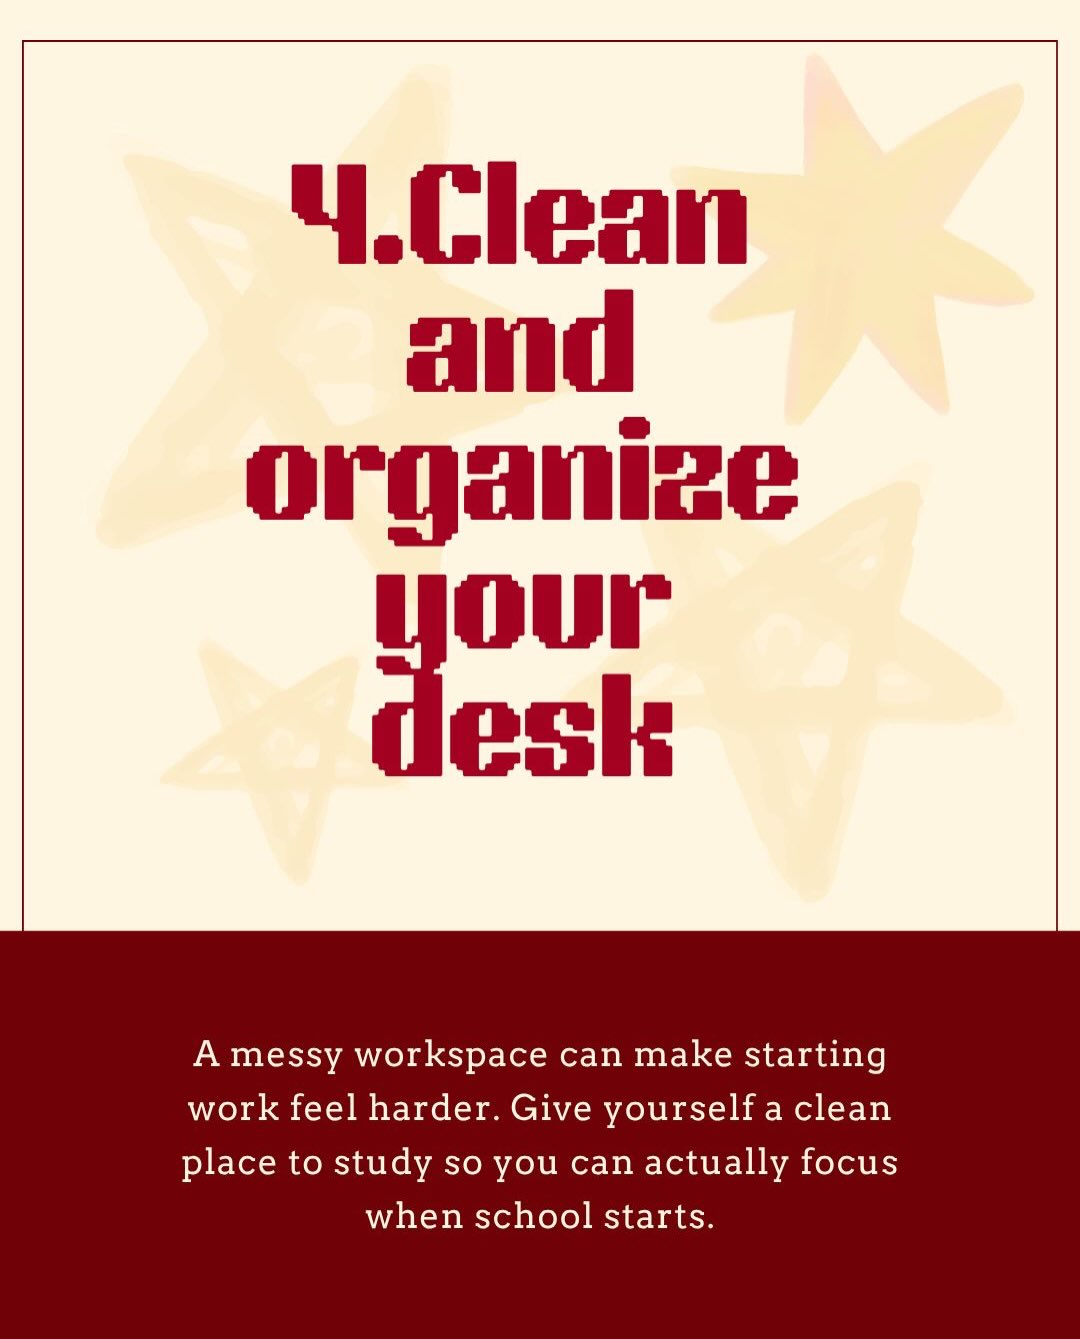 4.Clean
and
organize
your
desk
A messy workspace can make starting
work feel harder. Give yourself a clean
place to study so you can actually focus
when school starts.